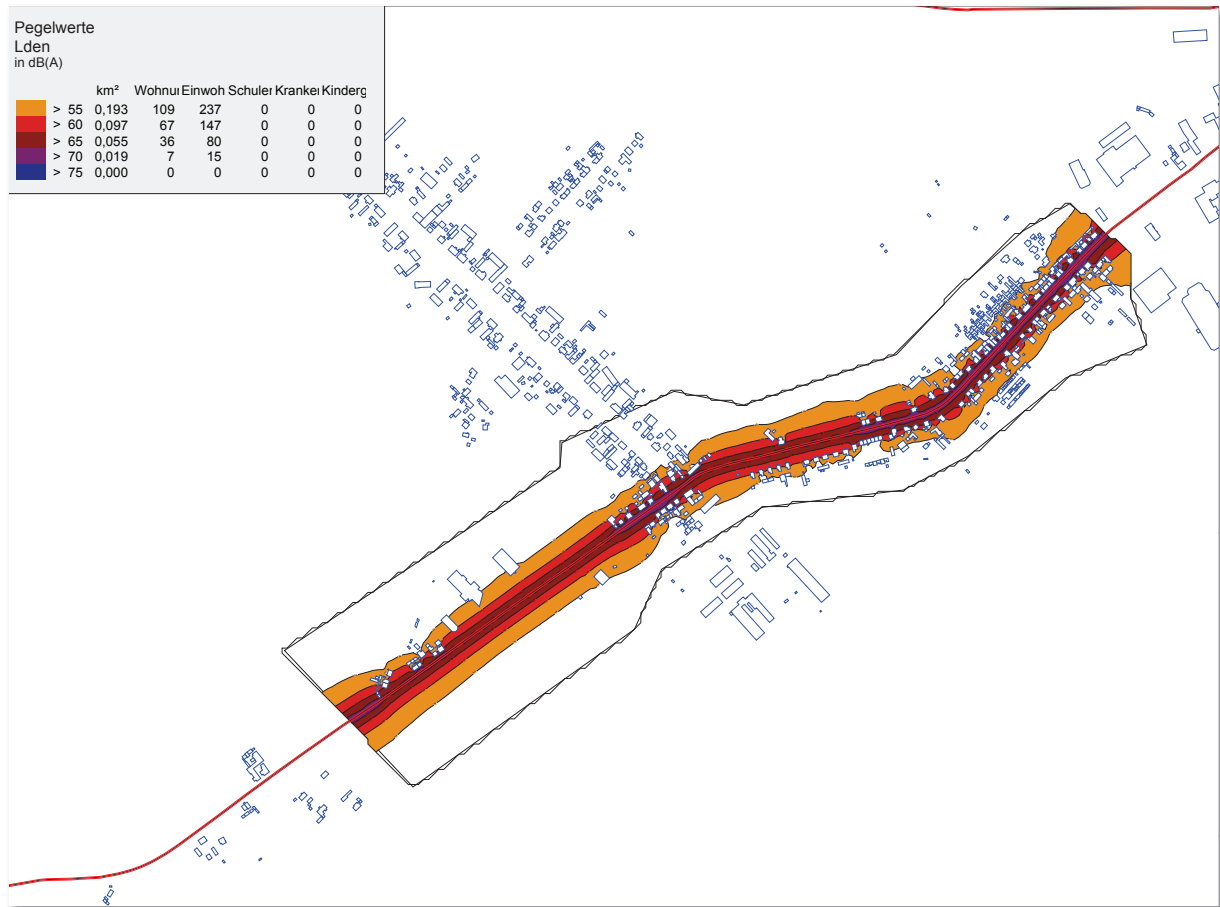 Pegelwerte
Lden
in dB(A)
km² Wohnu Einwoh Schuler Kranke Kinderg
> 55 0,193 109 237 0 0 0
> 60 0,097 67 147 0 0 0
> 65 0,055 36 80 0 0 0
> 70 0,019 7 15 0 0 0
> 75 0,000 0 0 0 0 0